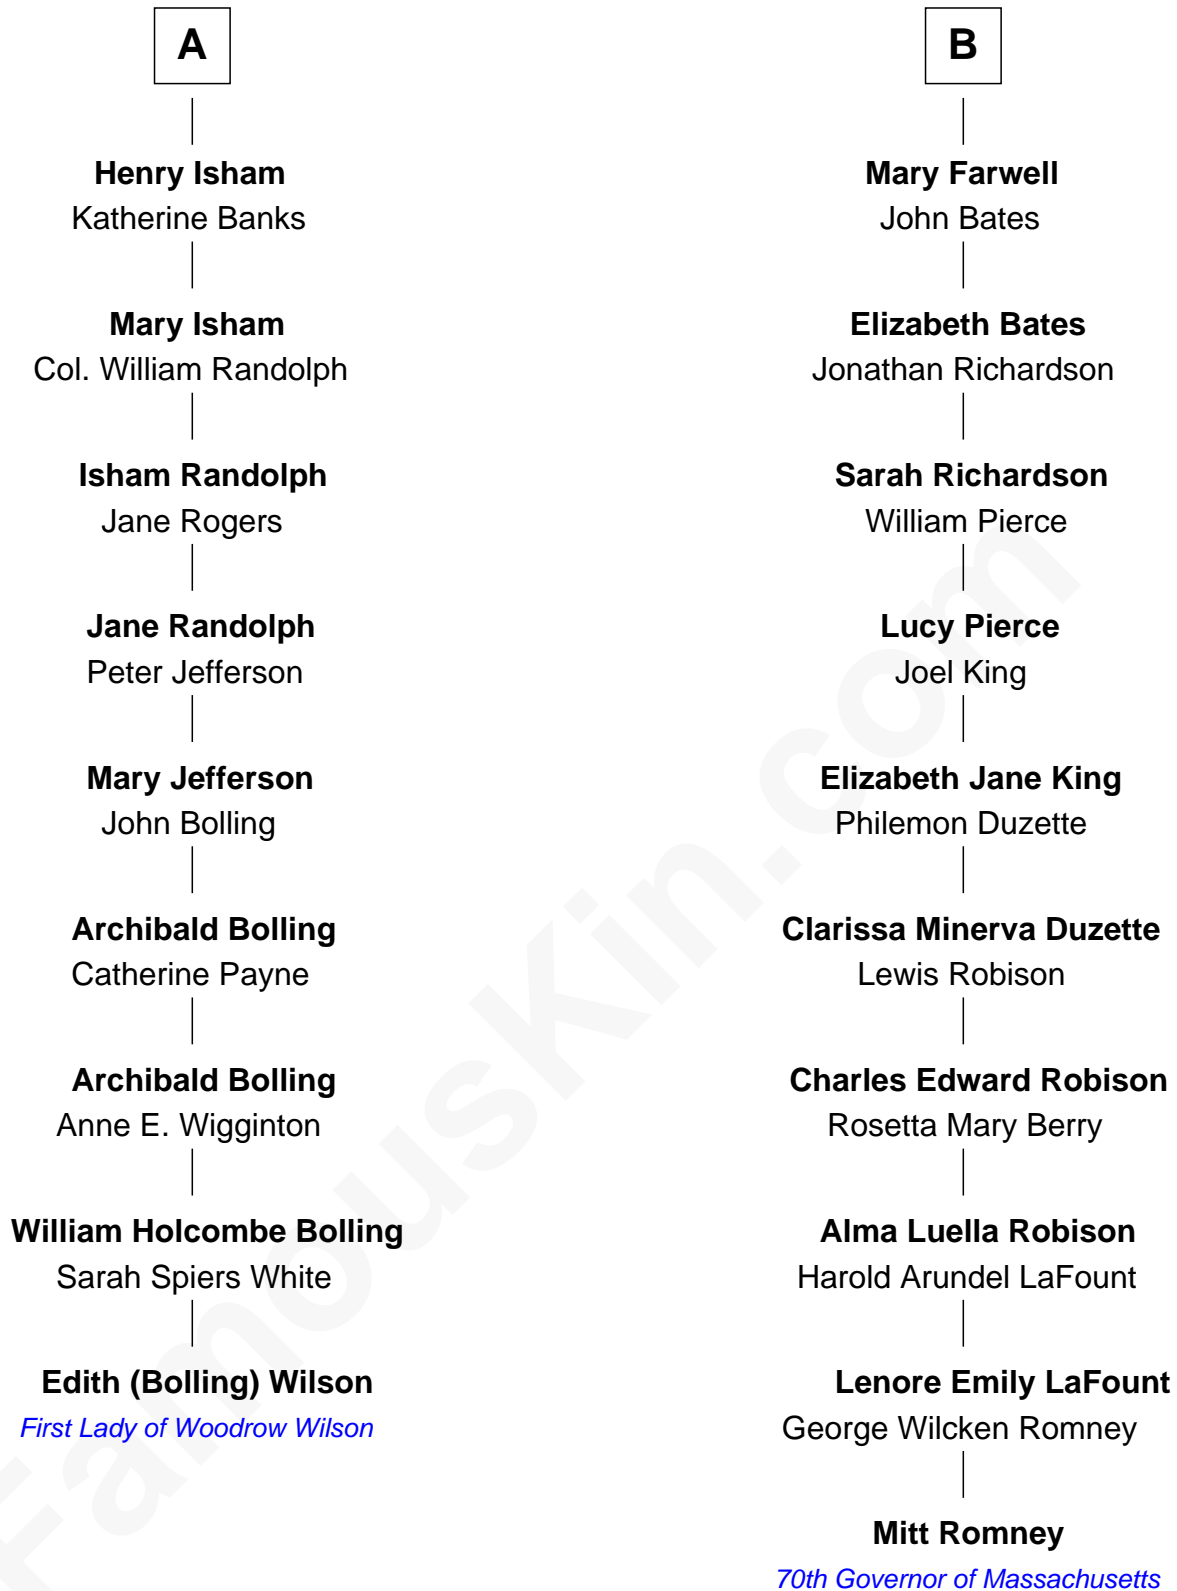 A
Henry Isham
Katherine Banks
Mary Isham
Col. William Randolph
Isham Randolph
Jane Rogers
Jane Randolph
Peter Jefferson
Mary Jefferson
John Bolling
Archibald Bolling
Catherine Payne
Archibald Bolling
Anne E. Wigginton
William Holcombe Bolling
Sarah Spiers White
Edith (Bolling) Wilson
First Lady of Woodrow Wilson
B
Mary Farwell
John Bates
Elizabeth Bates
Jonathan Richardson
Sarah Richardson
William Pierce
Lucy Pierce
Joel King
Elizabeth Jane King
Philemon Duzette
Clarissa Minerva Duzette
Lewis Robison
Charles Edward Robison
Rosetta Mary Berry
Alma Luella Robison
Harold Arundel LaFount
Lenore Emily LaFount
George Wilcken Romney
Mitt Romney
70th Governor of Massachusetts
FamousKin.com